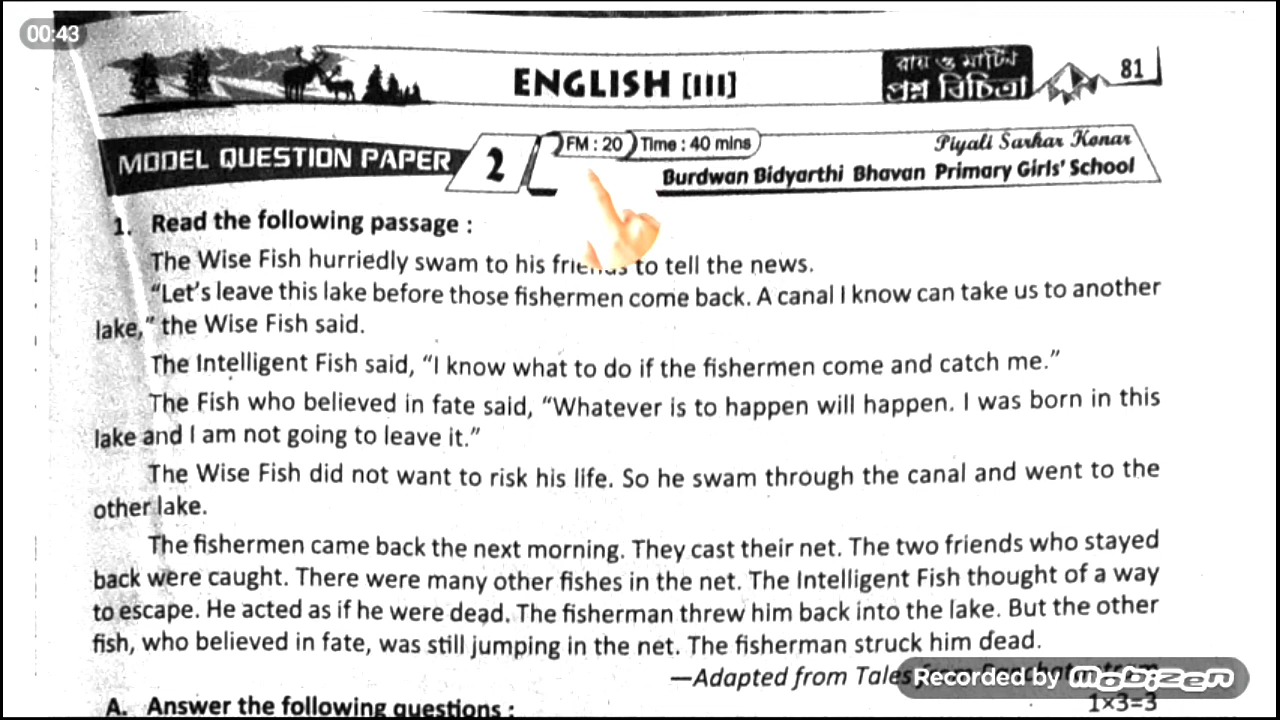 00:43
ENGLISH [III]
রায় ও মার্টিন
প্রশ্ন বিচিত্রা
81
MODEL QUESTION PAPER 2
FM : 20 Time : 40 mins
Piyali Sarkar Konar
Burdwan Bidyarthi Bhavan Primary Girls' School
1. Read the following passage :
The Wise Fish hurriedly swam to his friends to tell the news.
“Let's leave this lake before those fishermen come back. A canal I know can take us to another
lake,” the Wise Fish said.
The Intelligent Fish said, “I know what to do if the fishermen come and catch me.”
The Fish who believed in fate said, “Whatever is to happen will happen. I was born in this
lake and I am not going to leave it.”
The Wise Fish did not want to risk his life. So he swam through the canal and went to the
other lake.
The fishermen came back the next morning. They cast their net. The two friends who stayed
back were caught. There were many other fishes in the net. The Intelligent Fish thought of a way
to escape. He acted as if he were dead. The fisherman threw him back into the lake. But the other
fish, who believed in fate, was still jumping in the net. The fisherman struck him dead.
—Adapted from Tales from
Recorded by mobizen
A. Answer the following questions : 1×3=3